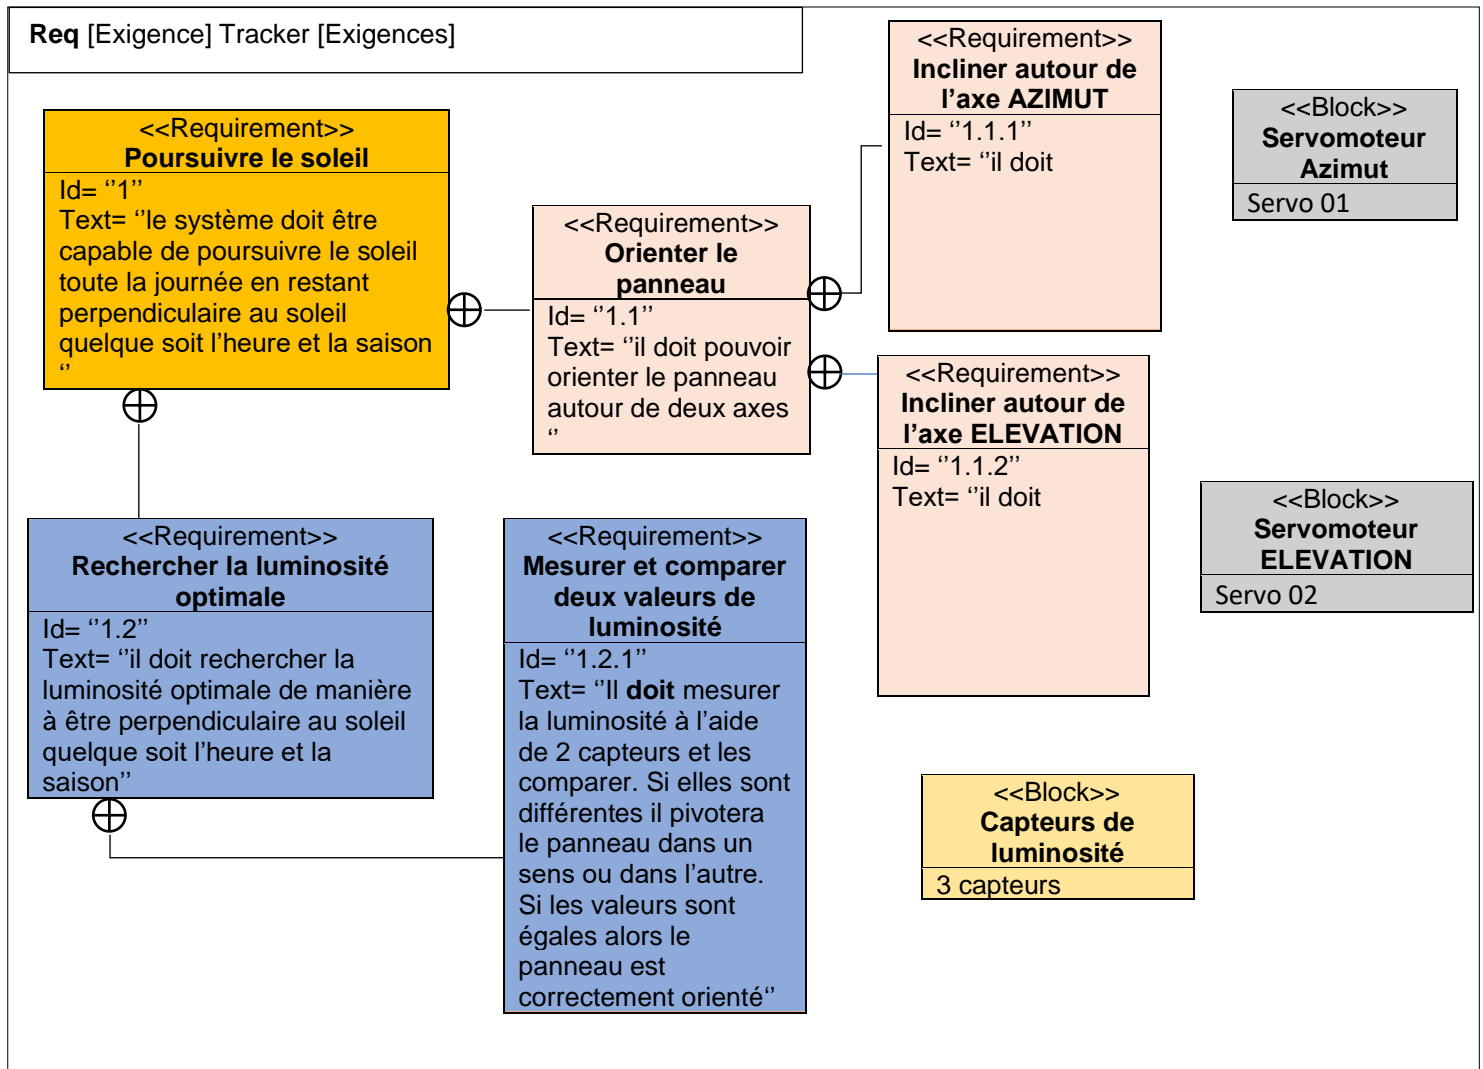 Req [Exigence] Tracker [Exigences]
<<Requirement>>
Poursuivre le soleil
Id= ‘’1’’
Text= ‘’le système doit être
capable de poursuivre le soleil
toute la journée en restant
perpendiculaire au soleil
quelque soit l’heure et la saison
‘’
<<Requirement>>
Orienter le
panneau
Id= ‘’1.1’’
Text= ‘’il doit pouvoir
orienter le panneau
autour de deux axes
‘’
<<Requirement>>
Incliner autour de
l’axe AZIMUT
Id= ‘’1.1.1’’
Text= ‘’il doit
<<Block>>
Servomoteur
Azimut
Servo 01
<<Requirement>>
Incliner autour de
l’axe ELEVATION
Id= ‘’1.1.2’’
Text= ‘’il doit
<<Block>>
Servomoteur
ELEVATION
Servo 02
<<Requirement>>
Rechercher la luminosité
optimale
Id= ‘’1.2’’
Text= ‘’il doit rechercher la
luminosité optimale de manière
à être perpendiculaire au soleil
quelque soit l’heure et la
saison’’
<<Requirement>>
Mesurer et comparer
deux valeurs de
luminosité
Id= ‘’1.2.1’’
Text= ‘’Il doit mesurer
la luminosité à l’aide
de 2 capteurs et les
comparer. Si elles sont
différentes il pivotera
le panneau dans un
sens ou dans l’autre.
Si les valeurs sont
égales alors le
panneau est
correctement orienté‘’
<<Block>>
Capteurs de
luminosité
3 capteurs